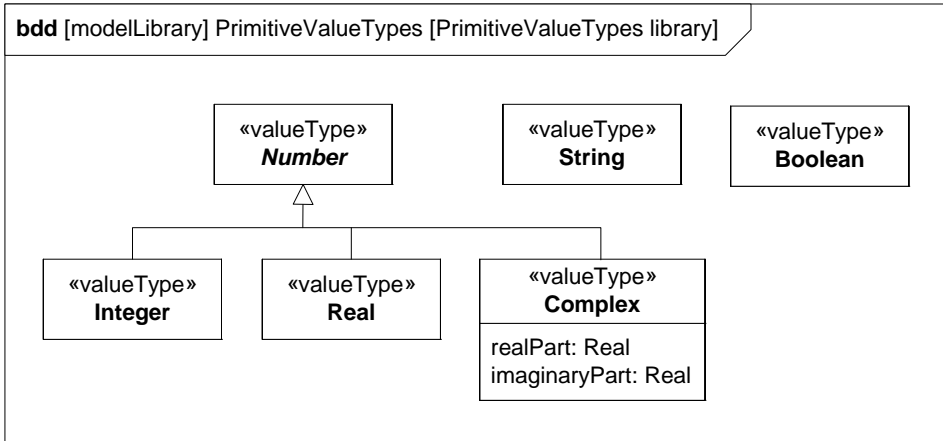 bdd [modelLibrary] PrimitiveValueTypes [PrimitiveValueTypes library]
«valueType»
Number
«valueType»
String
«valueType»
Boolean
«valueType»
Integer
«valueType»
Real
«valueType»
Complex
realPart: Real
imaginaryPart: Real